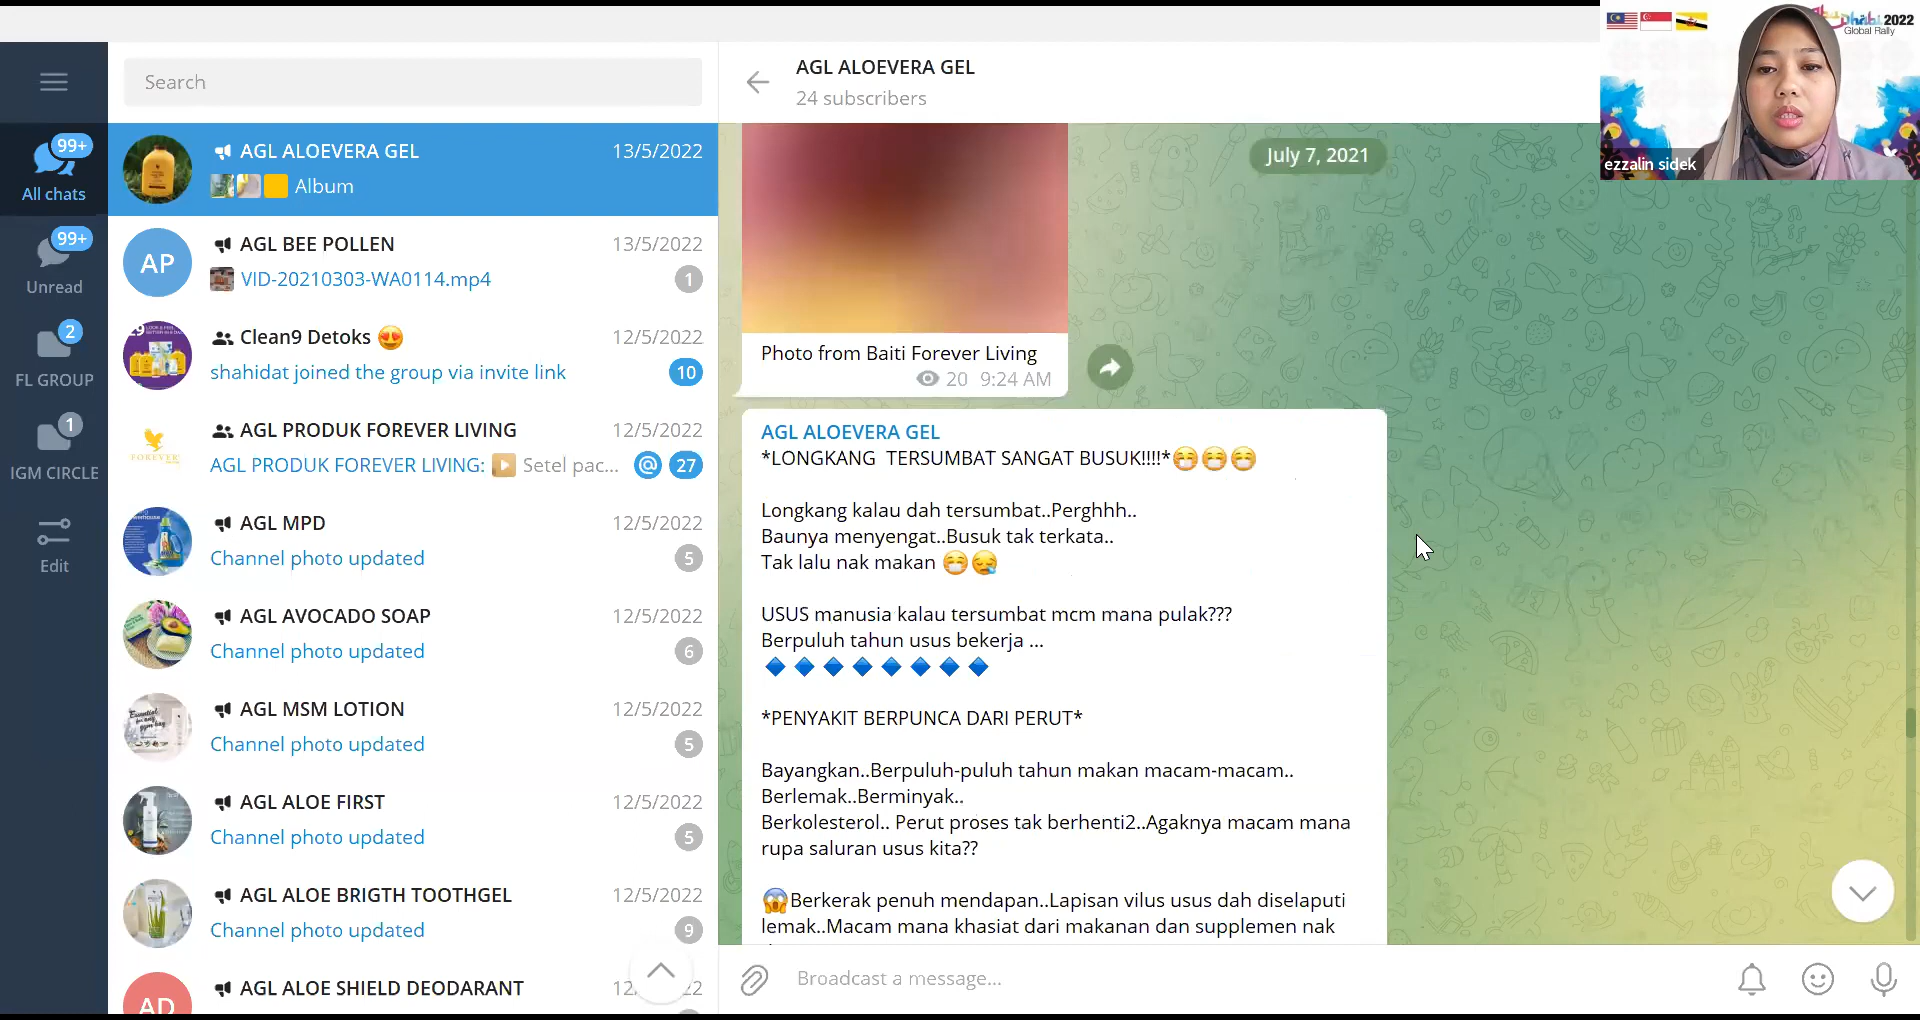 Search
All chats
99+
Unread
99+
FL GROUP
2
IGM CIRCLE
1
Edit
AGL ALOEVERA GEL 13/5/2022
Album
AP
AGL BEE POLLEN 13/5/2022
VID-20210303-WA0114.mp4 1
Clean9 Detoks 😍 12/5/2022
shahidat joined the group via invite link 10
FOREVER
AGL PRODUK FOREVER LIVING 12/5/2022
AGL PRODUK FOREVER LIVING: Setel pac... @ 27
AGL MPD 12/5/2022
Channel photo updated 5
AGL AVOCADO SOAP 12/5/2022
Channel photo updated 6
AGL MSM LOTION 12/5/2022
Channel photo updated 5
AGL ALOE FIRST 12/5/2022
Channel photo updated 5
AGL ALOE BRIGTH TOOTHGEL 12/5/2022
Channel photo updated 9
AD
AGL ALOE SHIELD DEODARANT
AGL ALOEVERA GEL
24 subscribers
July 7, 2021
Photo from Baiti Forever Living
20 9:24 AM
AGL ALOEVERA GEL
*LONGKANG TERSUMBAT SANGAT BUSUK!!!!*😷😷😷
Longkang kalau dah tersumbat..Perghhh..
Baunya menyengat..Busuk tak terkata..
Tak lalu nak makan 😷😪
USUS manusia kalau tersumbat mcm mana pulak???
Berpuluh tahun usus bekerja ...
🔷🔷🔷🔷🔷🔷🔷🔷
*PENYAKIT BERPUNCA DARI PERUT*
Bayangkan..Berpuluh-puluh tahun makan macam-macam..
Berlemak..Berminyak..
Berkolesterol.. Perut proses tak berhenti2..Agaknya macam mana
rupa saluran usus kita??
😱Berkerak penuh mendapan..Lapisan vilus usus dah diselaputi
lemak..Macam mana khasiat dari makanan dan supplemen nak
Broadcast a message...
2022
Global Rally
ezzalin sidek